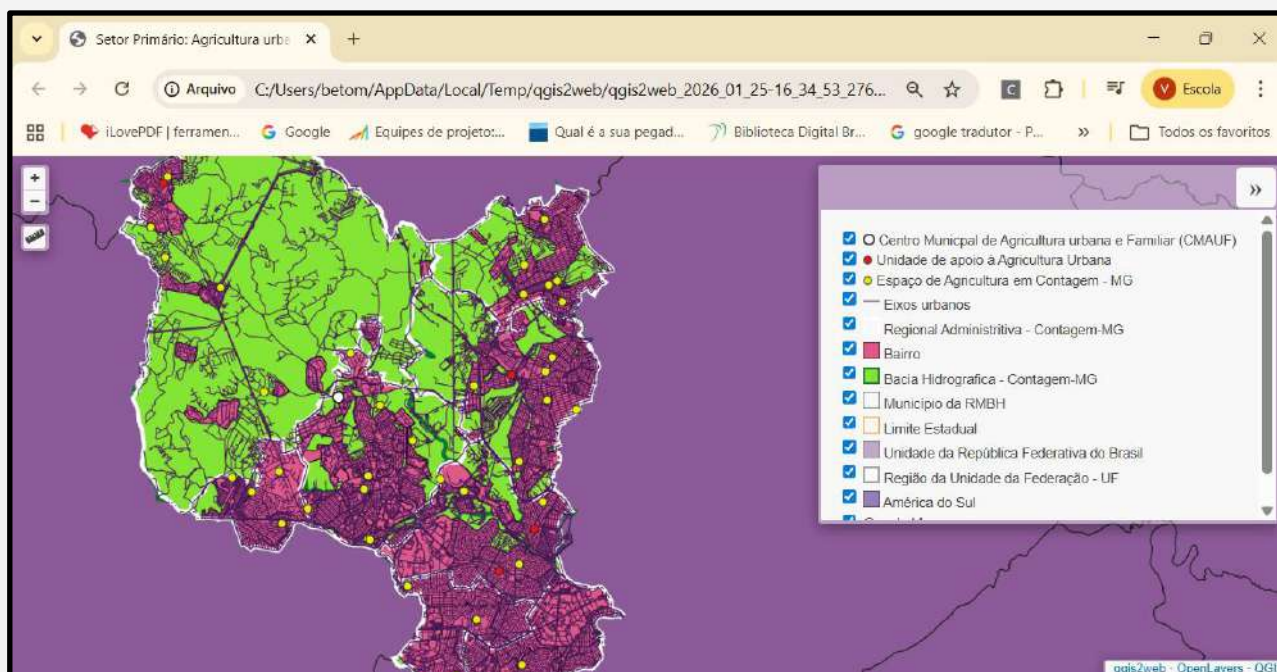 Setor Primário: Agricultura urba
Arquivo
C:/Users/betom/AppData/Local/Temp/qgis2web/qgis2web_2026_01_25-16_34_53_276...
C
V Escola
iLovePDF | ferramen...
Google
Equipes de projeto:...
Qual é a sua pegad...
Biblioteca Digital Br...
google tradutor - P...
»
Todos os favoritos
+
−
»
Centro Municpal de Agricultura urbana e Familiar (CMAUF)
Unidade de apoio à Agricultura Urbana
Espaço de Agricultura em Contagem - MG
Eixos urbanos
Regional Administritiva - Contagem-MG
Bairro
Bacia Hidrografica - Contagem-MG
Município da RMBH
Limite Estadual
Unidade da República Federativa do Brasil
Região da Unidade da Federação - UF
América do Sul
qgis2web · OpenLayers · QGI